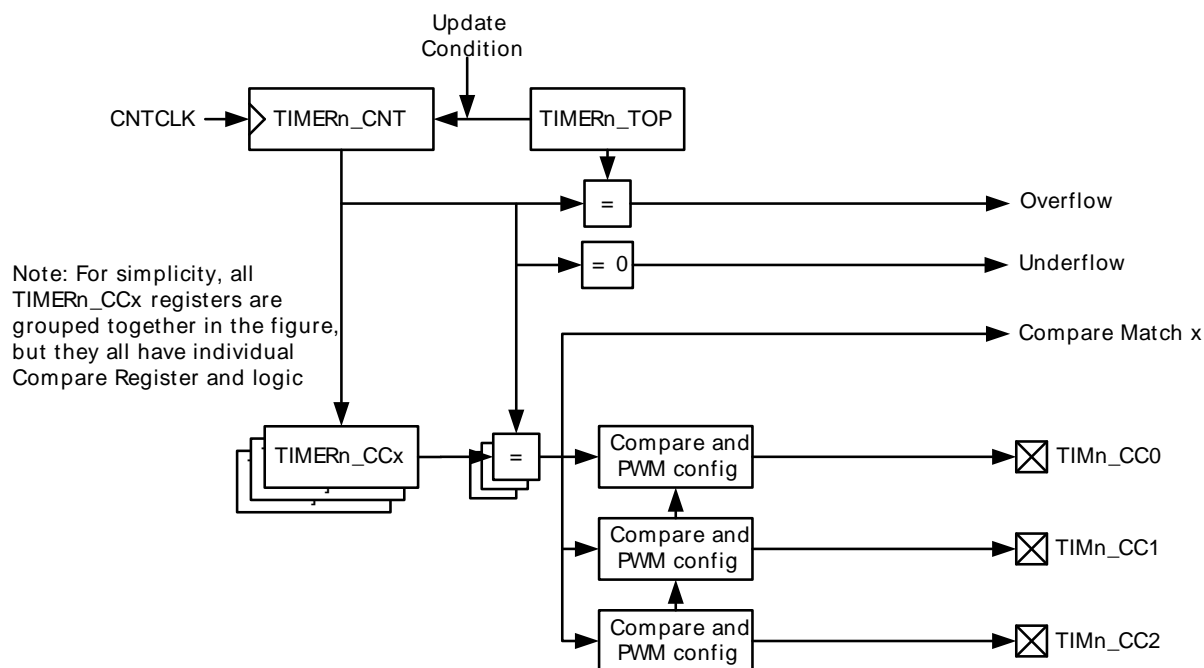 Update
Condition
CNTCLK
TIMERn_CNT
TIMERn_TOP
=
Overflow
= 0
Underflow
Note: For simplicity, all
TIMERn_CCx registers are
grouped together in the figure,
but they all have individual
Compare Register and logic
Compare Match x
TIMERn_CCx
=
Compare and
PWM config
TIMn_CC0
Compare and
PWM config
TIMn_CC1
Compare and
PWM config
TIMn_CC2